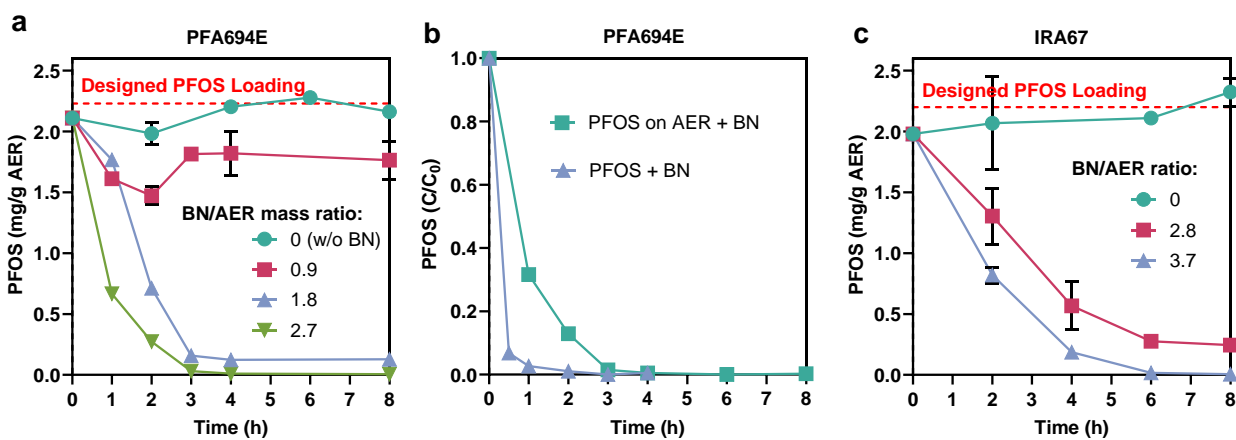 a
PFA694E
Designed PFOS Loading
BN/AER mass ratio:
0 (w/o BN)
0.9
1.8
2.7
PFOS (mg/g AER)
2.5
2.0
1.5
1.0
0.5
0.0
0 1 2 3 4 5 6 7 8
Time (h)
b
PFA694E
PFOS on AER + BN
PFOS + BN
PFOS (C/C₀)
1.0
0.8
0.6
0.4
0.2
0.0
0 1 2 3 4 5 6 7 8
Time (h)
c
IRA67
Designed PFOS Loading
BN/AER ratio:
0
2.8
3.7
PFOS (mg/g AER)
2.5
2.0
1.5
1.0
0.5
0.0
0 1 2 3 4 5 6 7 8
Time (h)